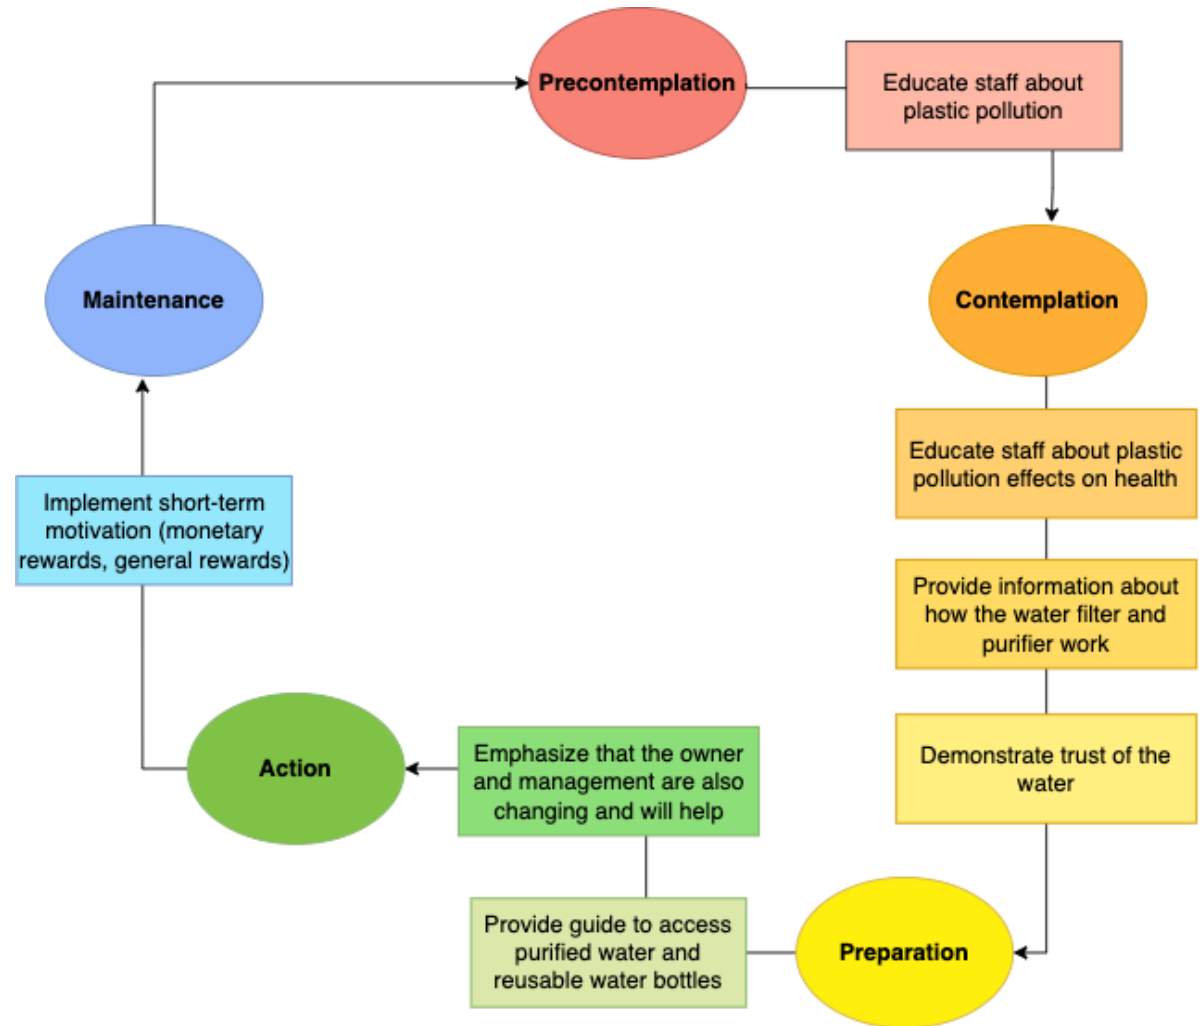 Precontemplation
Educate staff about
plastic pollution
Contemplation
Educate staff about plastic
pollution effects on health
Provide information about
how the water filter and
purifier work
Demonstrate trust of the
water
Preparation
Provide guide to access
purified water and
reusable water bottles
Emphasize that the owner
and management are also
changing and will help
Action
Implement short-term
motivation (monetary
rewards, general rewards)
Maintenance